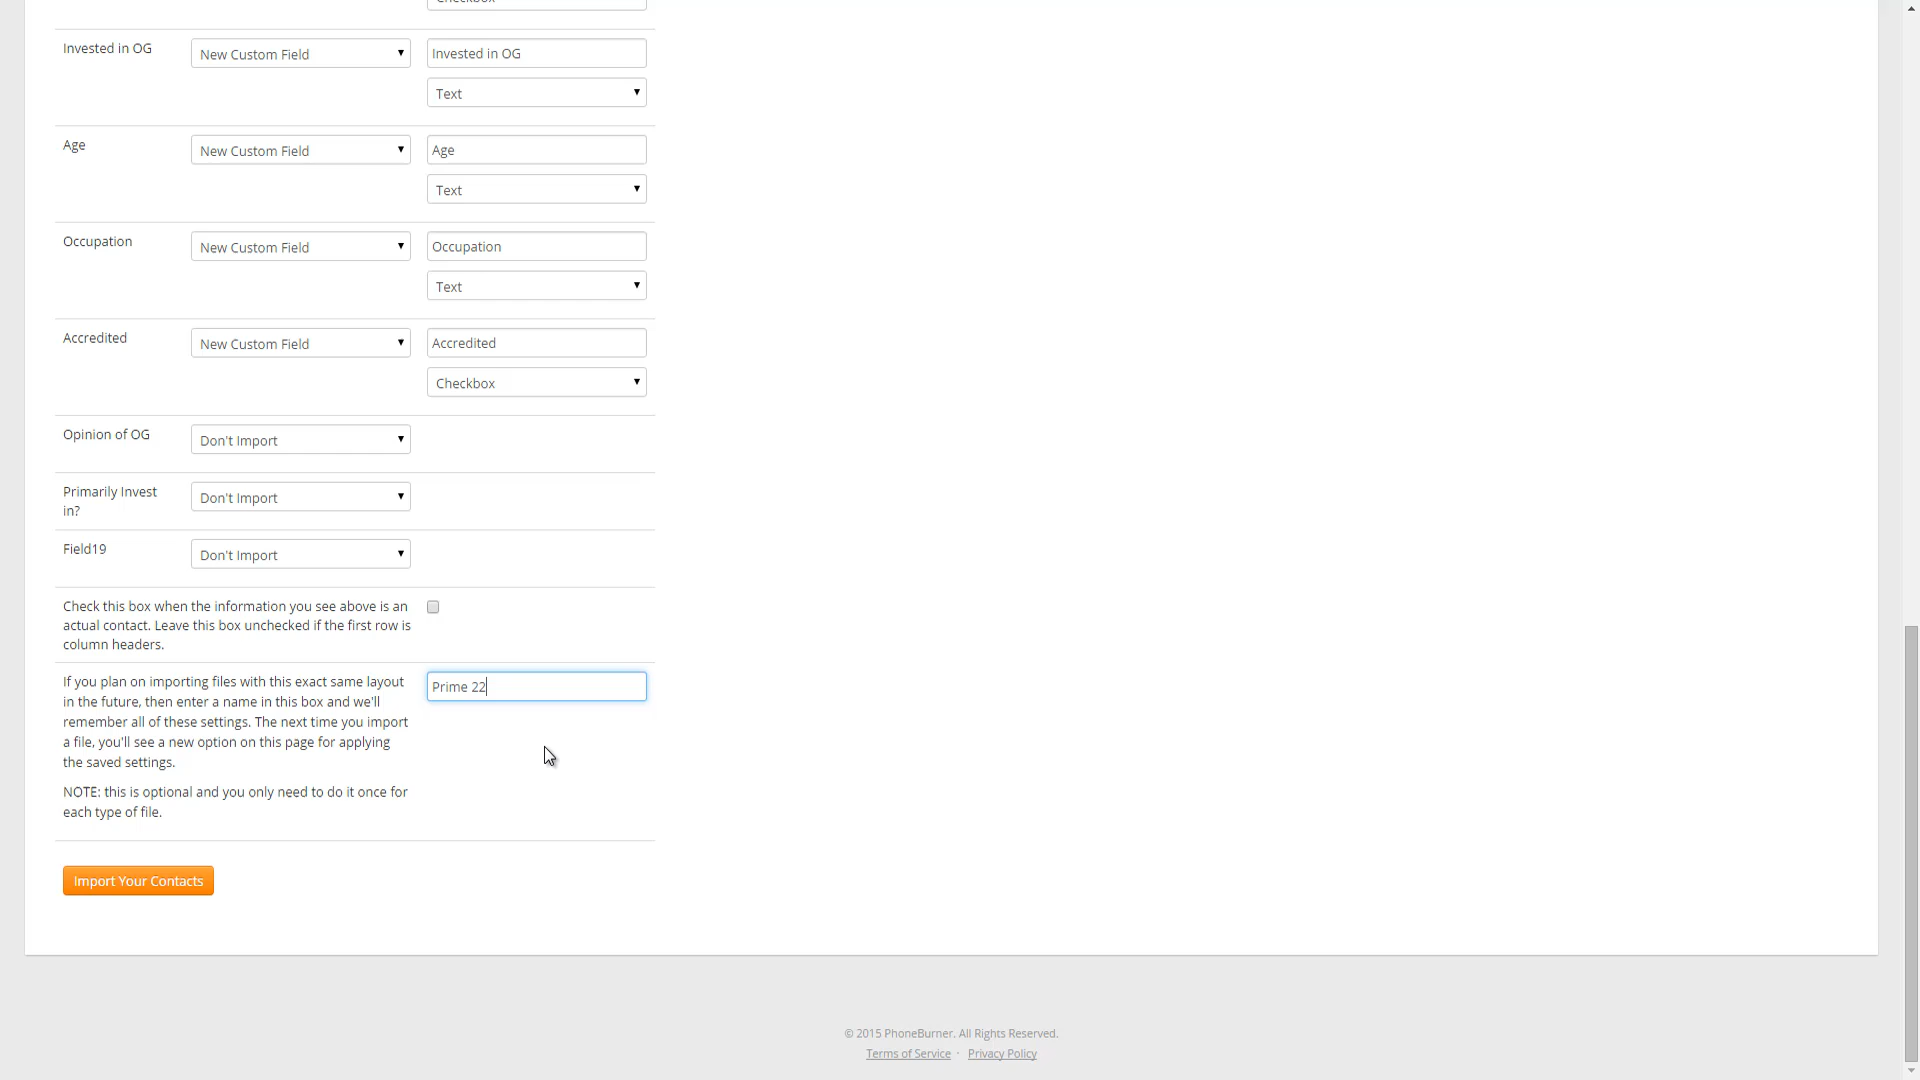 Checkbox
Invested in OG
New Custom Field
Invested in OG
Text
Age
New Custom Field
Age
Text
Occupation
New Custom Field
Occupation
Text
Accredited
New Custom Field
Accredited
Checkbox
Opinion of OG
Don't Import
Primarily Invest
in?
Don't Import
Field19
Don't Import
Check this box when the information you see above is an
actual contact. Leave this box unchecked if the first row is
column headers.
If you plan on importing files with this exact same layout
in the future, then enter a name in this box and we'll
remember all of these settings. The next time you import
a file, you'll see a new option on this page for applying
the saved settings.
Prime 22
NOTE: this is optional and you only need to do it once for
each type of file.
Import Your Contacts
© 2015 PhoneBurner. All Rights Reserved.
Terms of Service · Privacy Policy